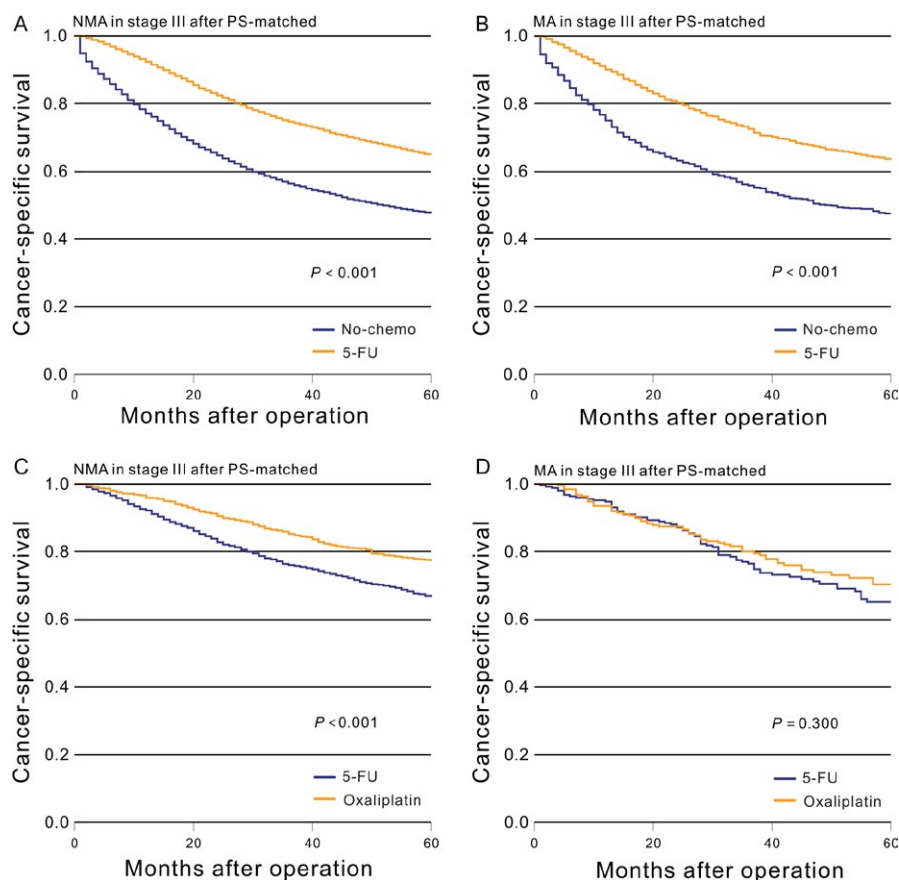 A
NMA in stage III after PS-matched
1.0
0.8
0.6
0.4
0.2
0.0
Cancer-specific survival
P < 0.001
No-chemo
5-FU
20
40
60
Months after operation
B
MA in stage III after PS-matched
1.0
0.8
0.6
0.4
0.2
0.0
Cancer-specific survival
P < 0.001
No-chemo
5-FU
0
20
40
60
Months after operation
C
NMA in stage III after PS-matched
1.0
0.8
0.6
0.4
0.2
0.0
Cancer-specific survival
P <0.001
5-FU
Oxaliplatin
0
20
40
60
Months after operation
D
MA in stage III after PS-matched
1.0
0.8
0.6
0.4
0.2
0.0
Cancer-specific survival
P = 0.300
5-FU
Oxaliplatin
0
20
40
60
Months after operation